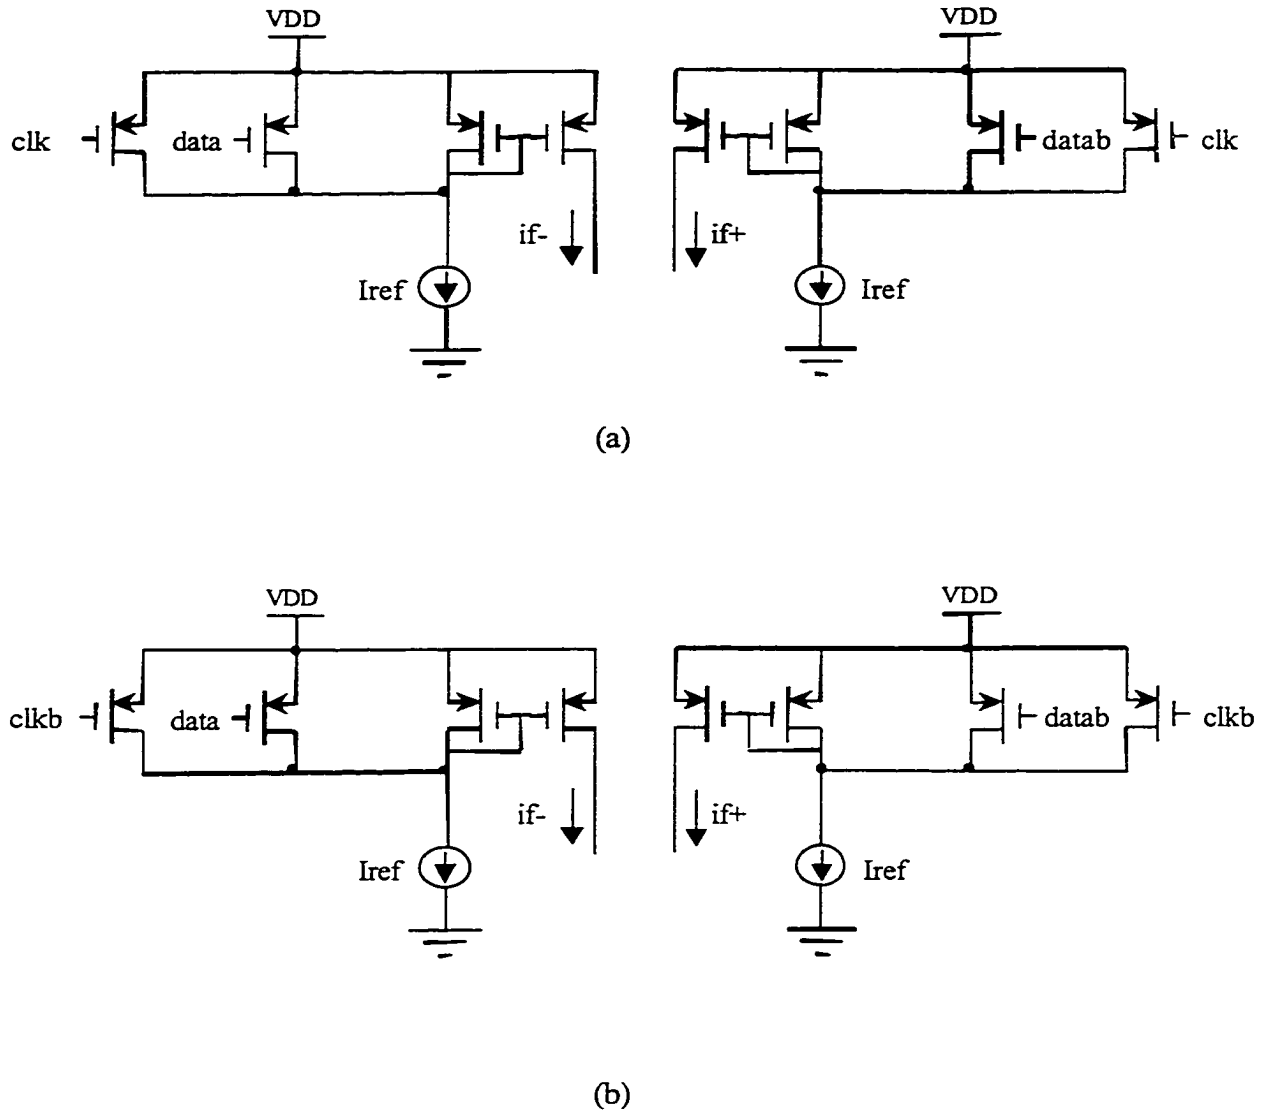 VDD
VDD
clk
data
datab
clk
if-
if+
Iref
Iref
(a)
VDD
VDD
clkb
data
datab
clkb
if-
if+
Iref
Iref
(b)